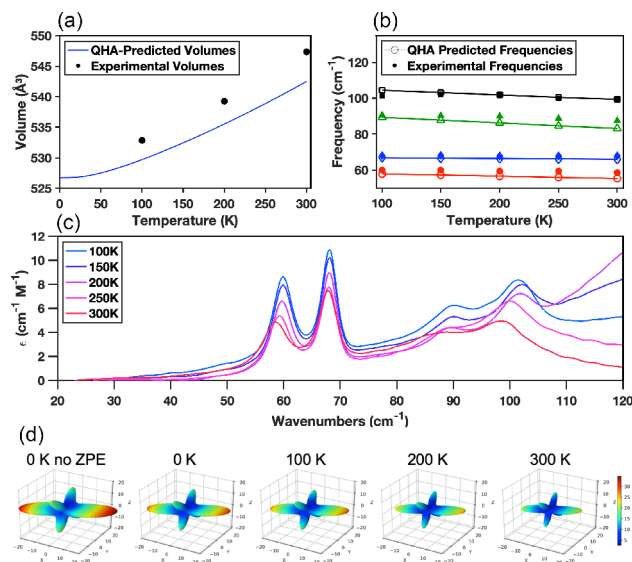 (a)
550
545
540
535
530
525
Volume (Å³)
QHA-Predicted Volumes
Experimental Volumes
0 50 100 150 200 250 300
Temperature (K)
(b)
120
100
80
60
Frequency (cm⁻¹)
QHA Predicted Frequencies
Experimental Frequencies
100 150 200 250 300
Temperature (K)
(c)
12
10
8
6
4
2
0
ε (cm⁻¹ M⁻¹)
100K
150K
200K
250K
300K
20 30 40 50 60 70 80 90 100 110 120
Wavenumbers (cm⁻¹)
(d)
0 K no ZPE 0 K 100 K 200 K 300 K